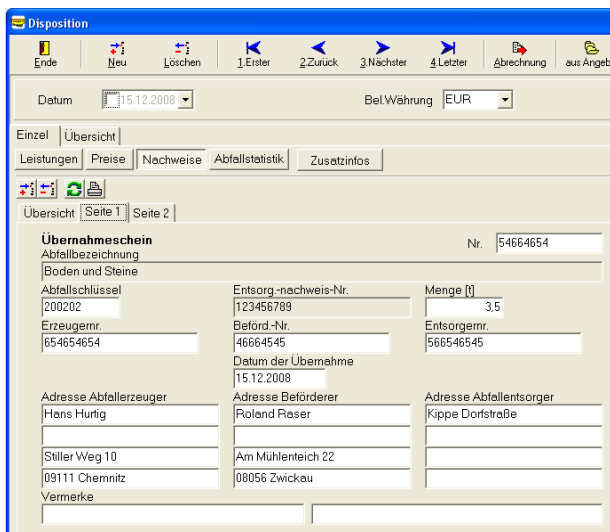 Disposition
Ende Neu Löschen 1.Erster 2.Zurück 3.Nächster 4.Letzter Abrechnung aus Angeb
Datum 15.12.2008 Bel.Währung EUR
Einzel Übersicht
Leistungen Preise Nachweise Abfallstatistik Zusatzinfos
Übersicht Seite 1 Seite 2
Übernahmeschein Nr. 54664654
Abfallbezeichnung
Boden und Steine
Abfallschlüssel Entsorg.-nachweis-Nr. Menge [t]
200202 123456789 3,5
Erzeugernr. Beförd.-Nr. Entsorgernr.
654654654 46664545 566546545
Datum der Übernahme
15.12.2008
Adresse Abfallerzeuger Adresse Beförderer Adresse Abfallentsorger
Hans Hurtig Roland Raser Kippe Dorfstraße
Stiller Weg 10 Am Mühlenteich 22
09111 Chemnitz 08056 Zwickau
Vermerke